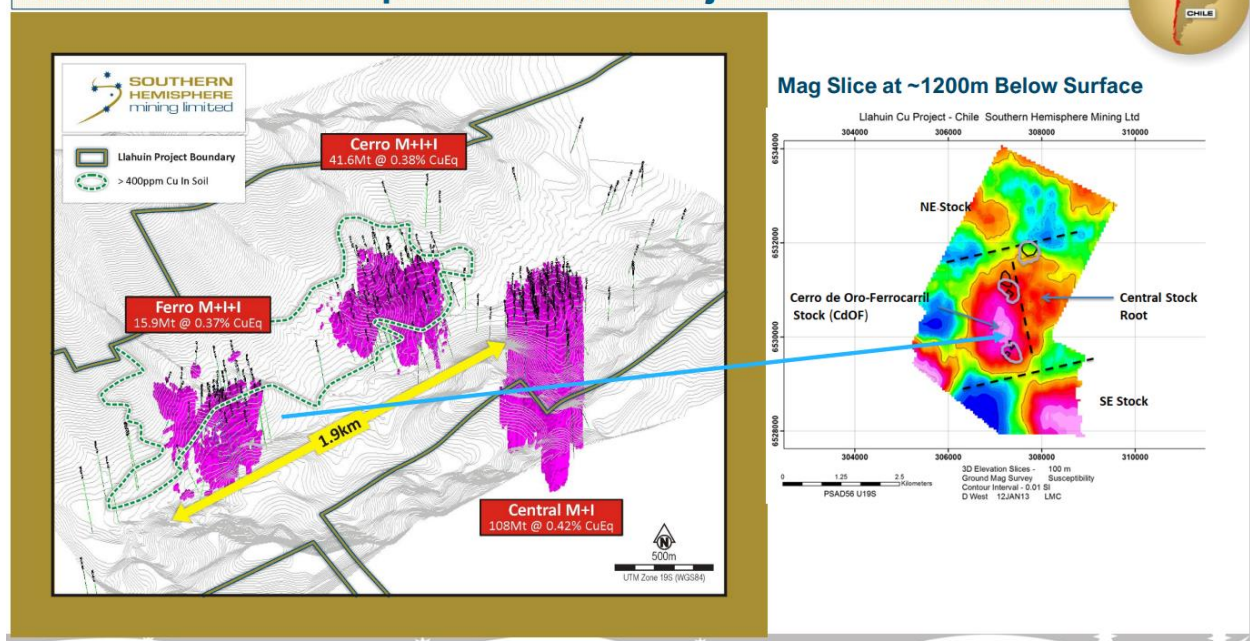 CHILE
SOUTHERN
HEMISPHERE
mining limited
Llahuin Project Boundary
> 400ppm Cu In Soil
Cerro M+I+I
41.6Mt @ 0.38% CuEq
Ferro M+I+I
15.9Mt @ 0.37% CuEq
1.9km
Central M+I
108Mt @ 0.42% CuEq
N
500m
UTM Zone 19S (WGS84)
Mag Slice at ~1200m Below Surface
Llahuin Cu Project - Chile Southern Hemisphere Mining Ltd
304000 306000 308000 310000
6534000
6532000
6530000
6528000
NE Stock
Cerro de Oro-Ferrocarril
Stock (CdOF)
Central Stock
Root
SE Stock
304000 306000 308000 310000
0 1.25 2.5
Kilometers
PSAD56 U19S
3D Elevation Slices - 100 m
Ground Mag Survey Susceptibility
Contour Interval - 0.01 SI
D West 12JAN13 LMC